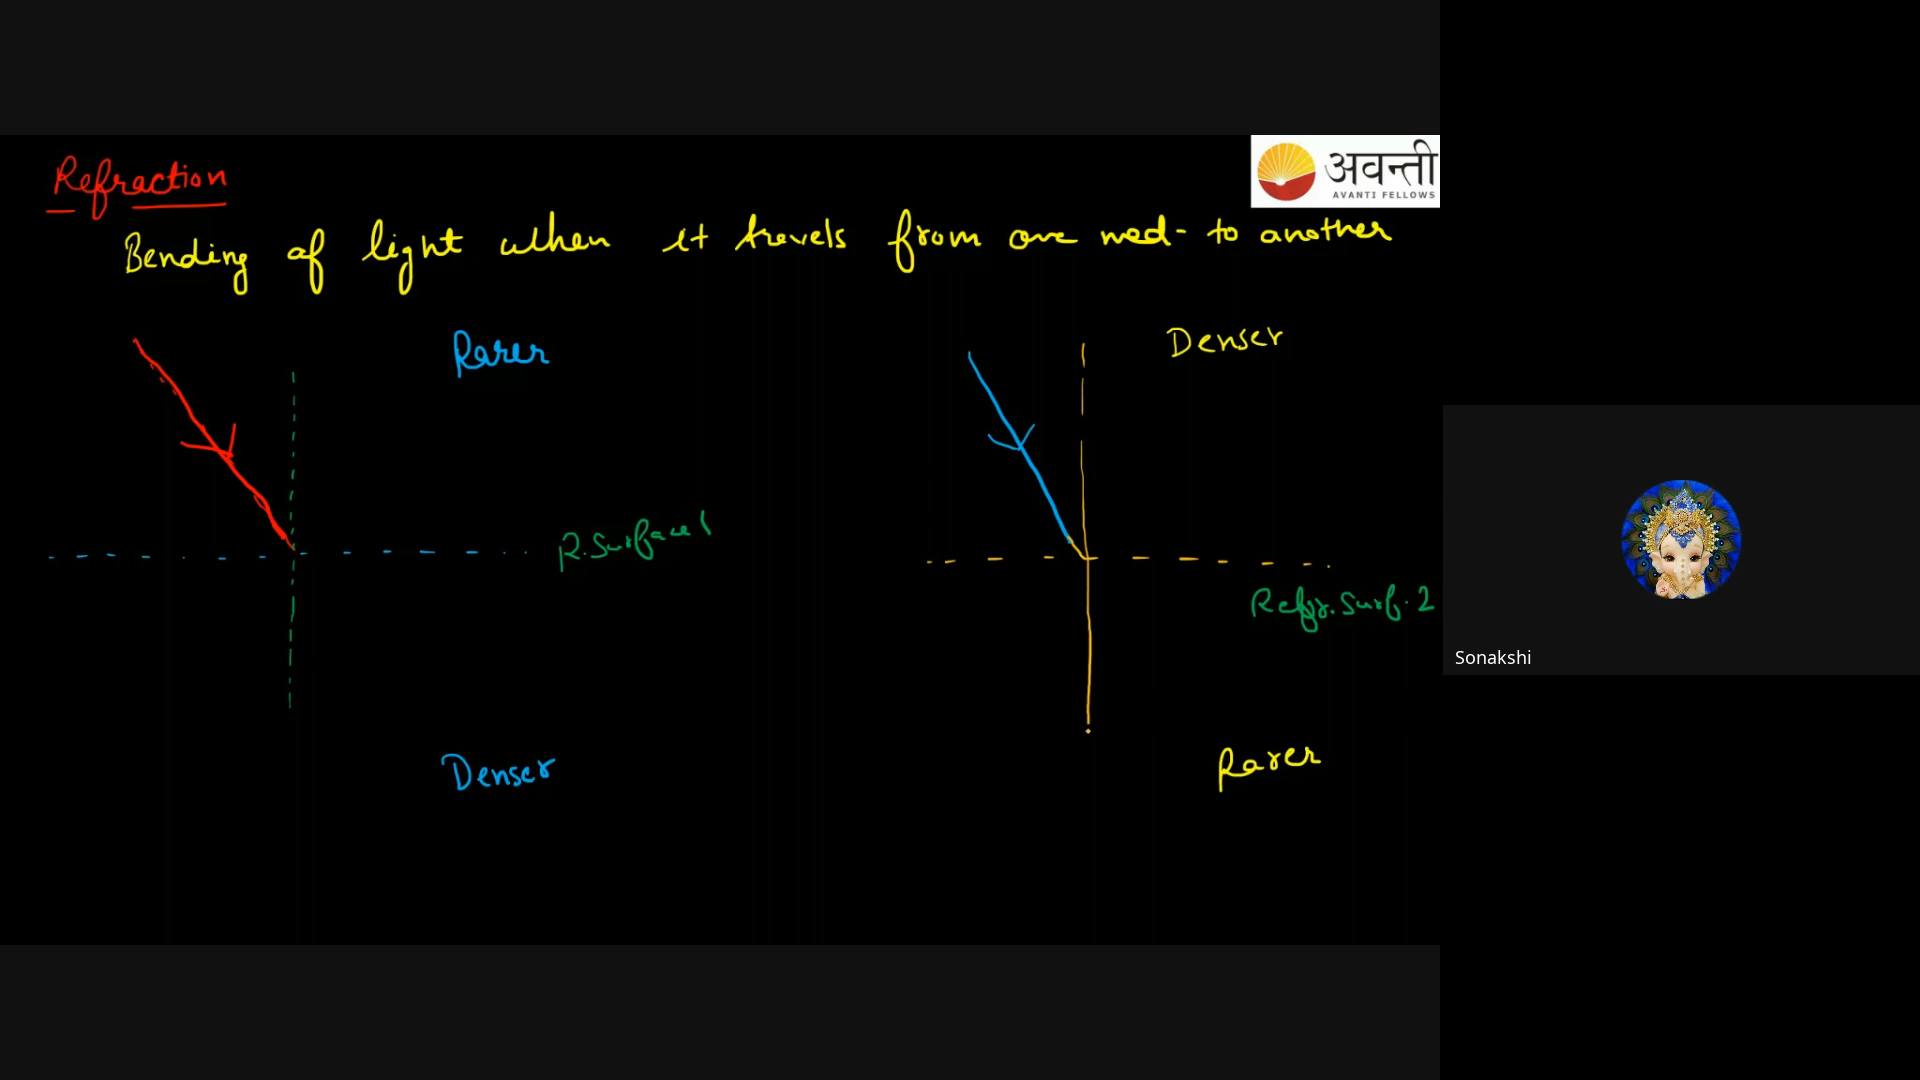 Refraction
अवन्ती
AVANTI FELLOWS
Bending of light when it travels from one med- to another
Rarer
Denser
R.Surface 1
Refr. Surf. 2
Sonakshi
Denser
Rarer